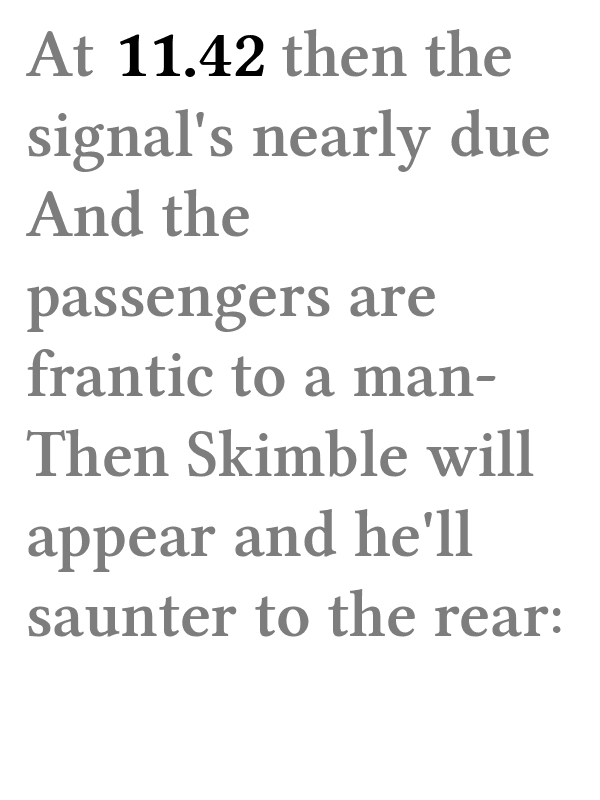 At 11.42 then the
signal's nearly due
And the
passengers are
frantic to a man-
Then Skimble will
appear and he'll
saunter to the rear: